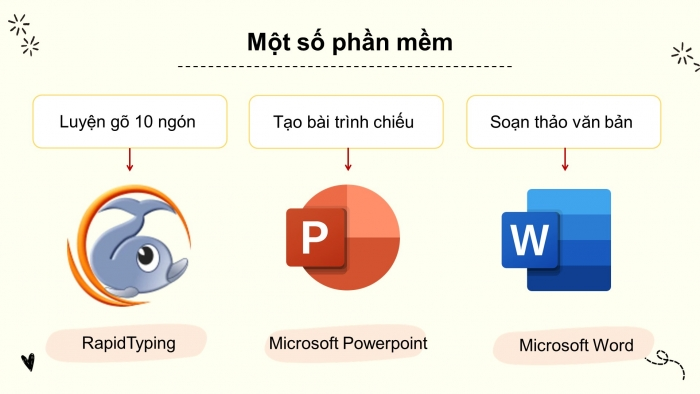 Một số phần mềm
Luyện gõ 10 ngón
Tạo bài trình chiếu
Soạn thảo văn bản
P
W
RapidTyping
Microsoft Powerpoint
Microsoft Word